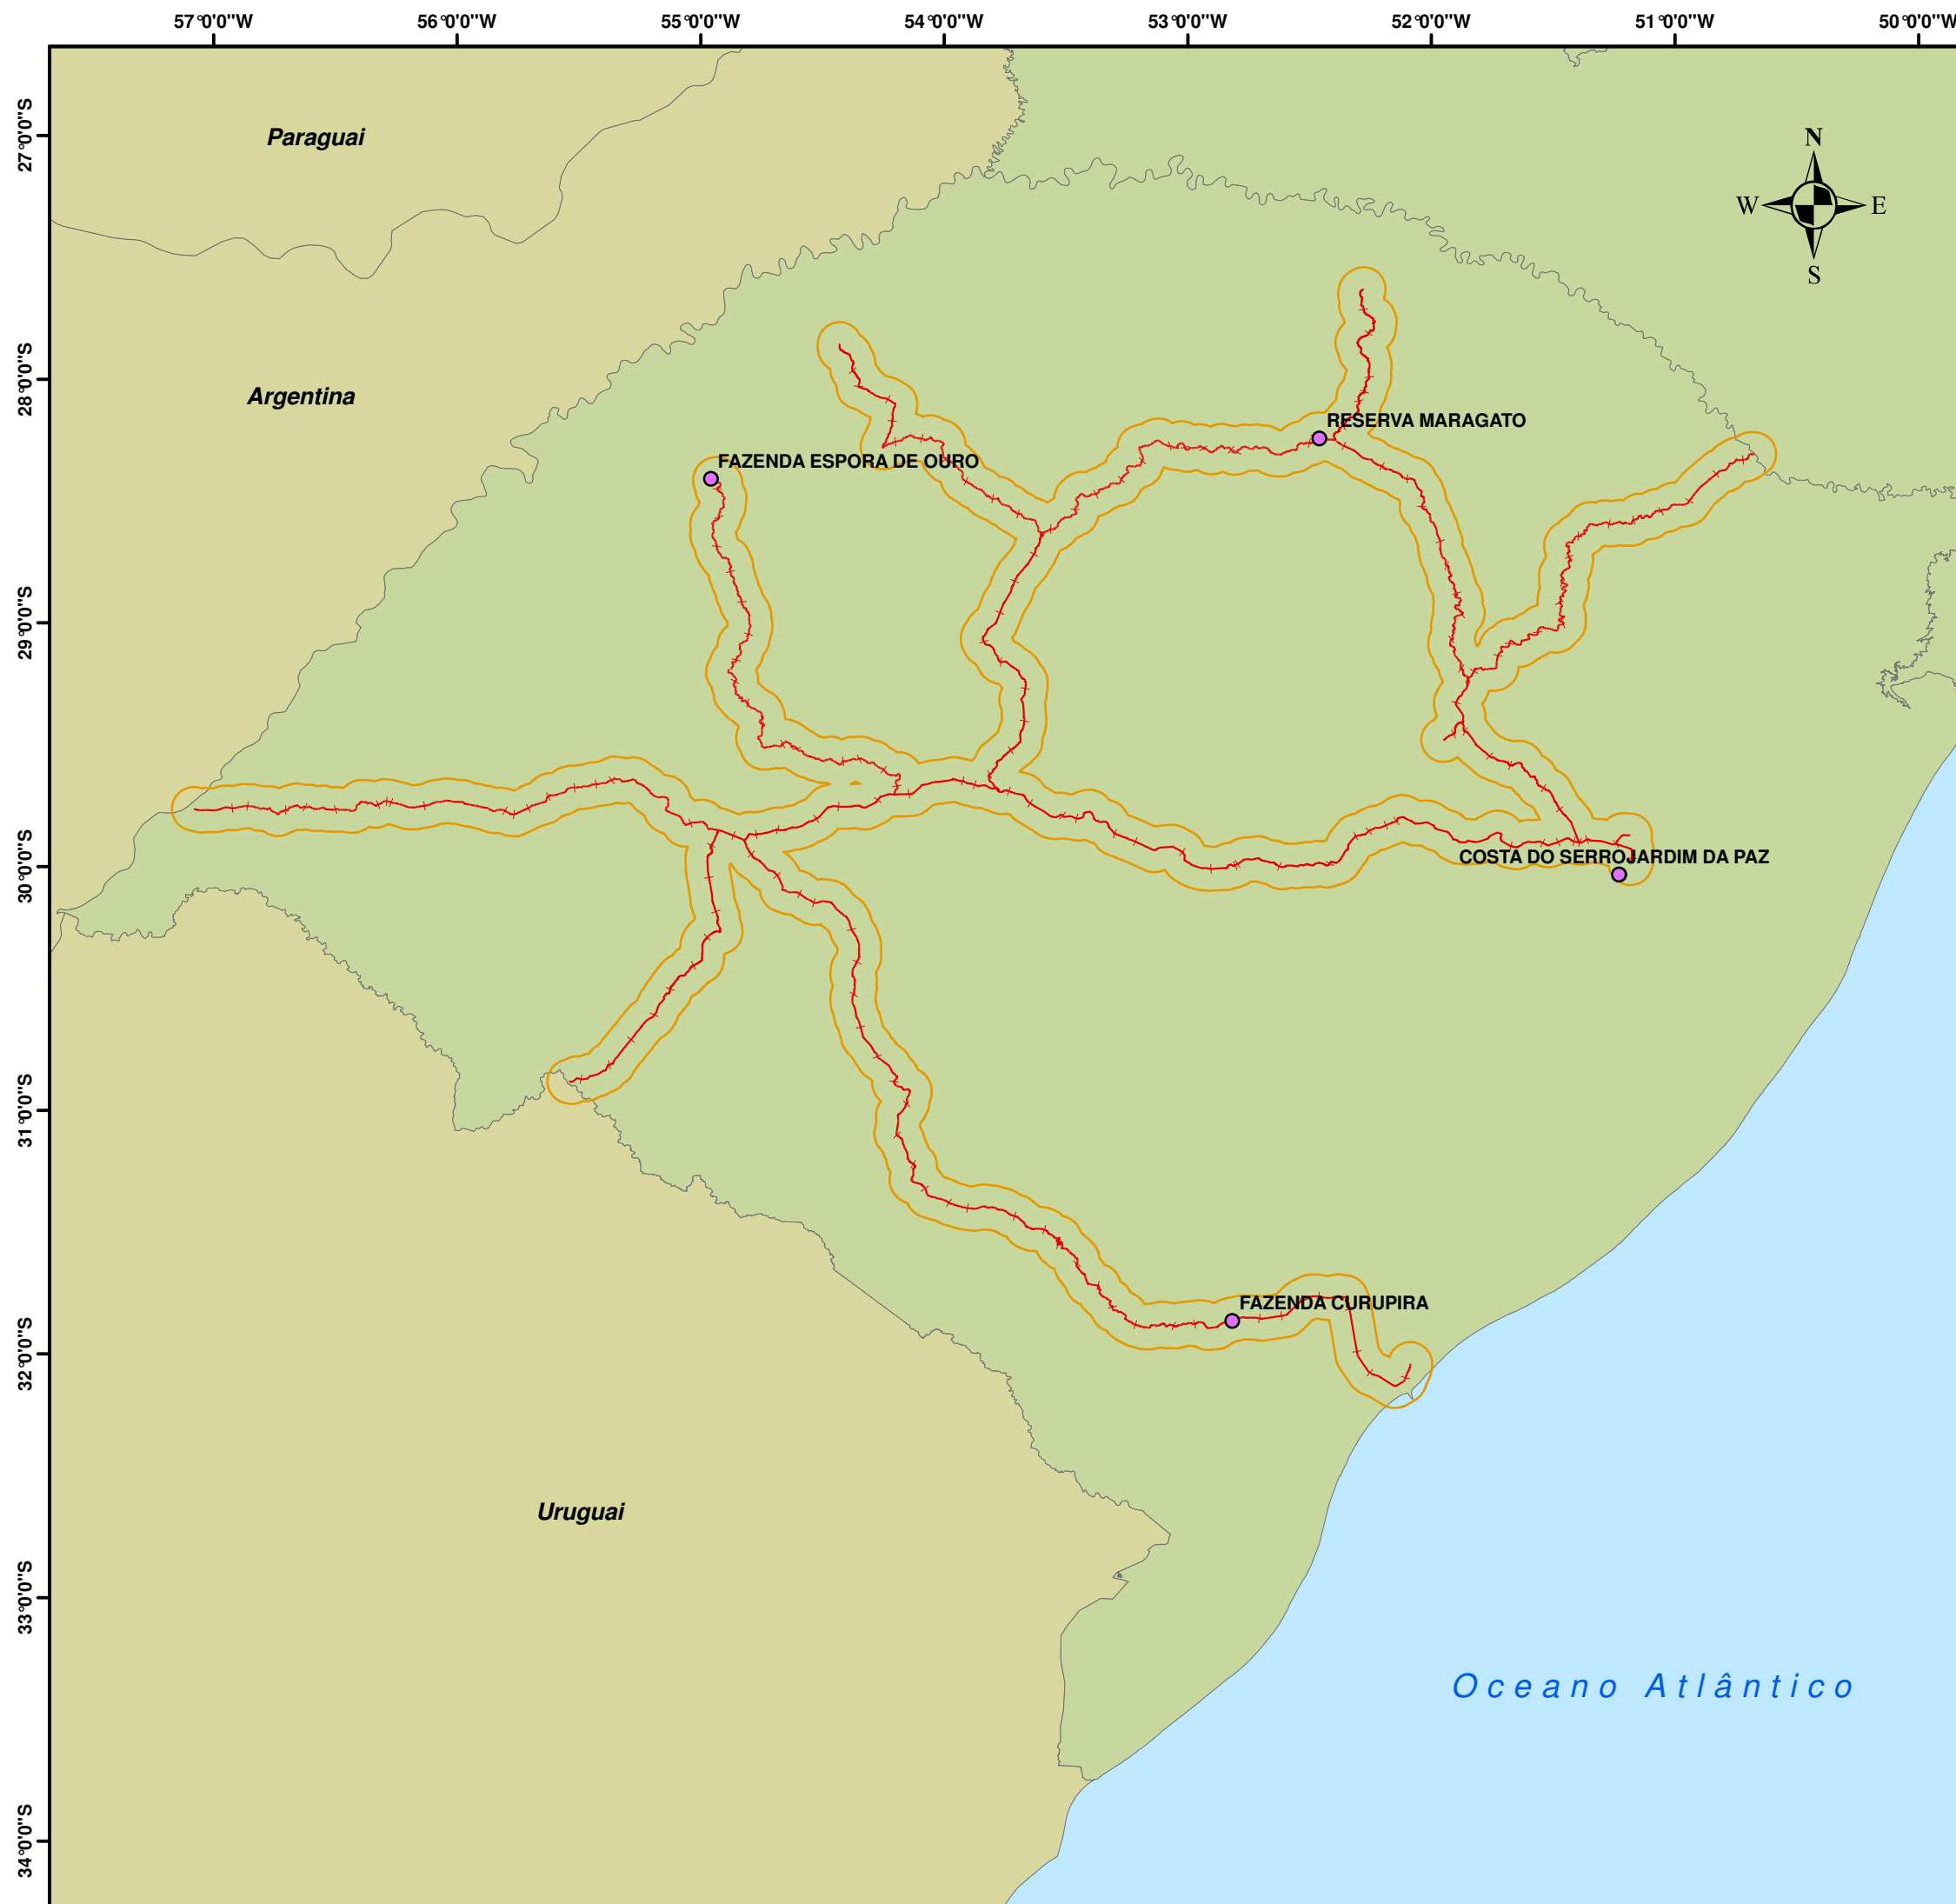 57°0'0"W 56°0'0"W 55°0'0"W 54°0'0"W 53°0'0"W 52°0'0"W 51°0'0"W 50°0'0"W
27°0'0"S
Paraguai
N
W E
S
28°0'0"S
Argentina
RESERVA MARAGATO
FAZENDA ESPORA DE OURO
29°0'0"S
30°0'0"S
COSTA DO SERROJARDIM DA PAZ
31°0'0"S
FAZENDA CURUPIRA
32°0'0"S
Uruguai
33°0'0"S
Oceano Atlântico
34°0'0"S